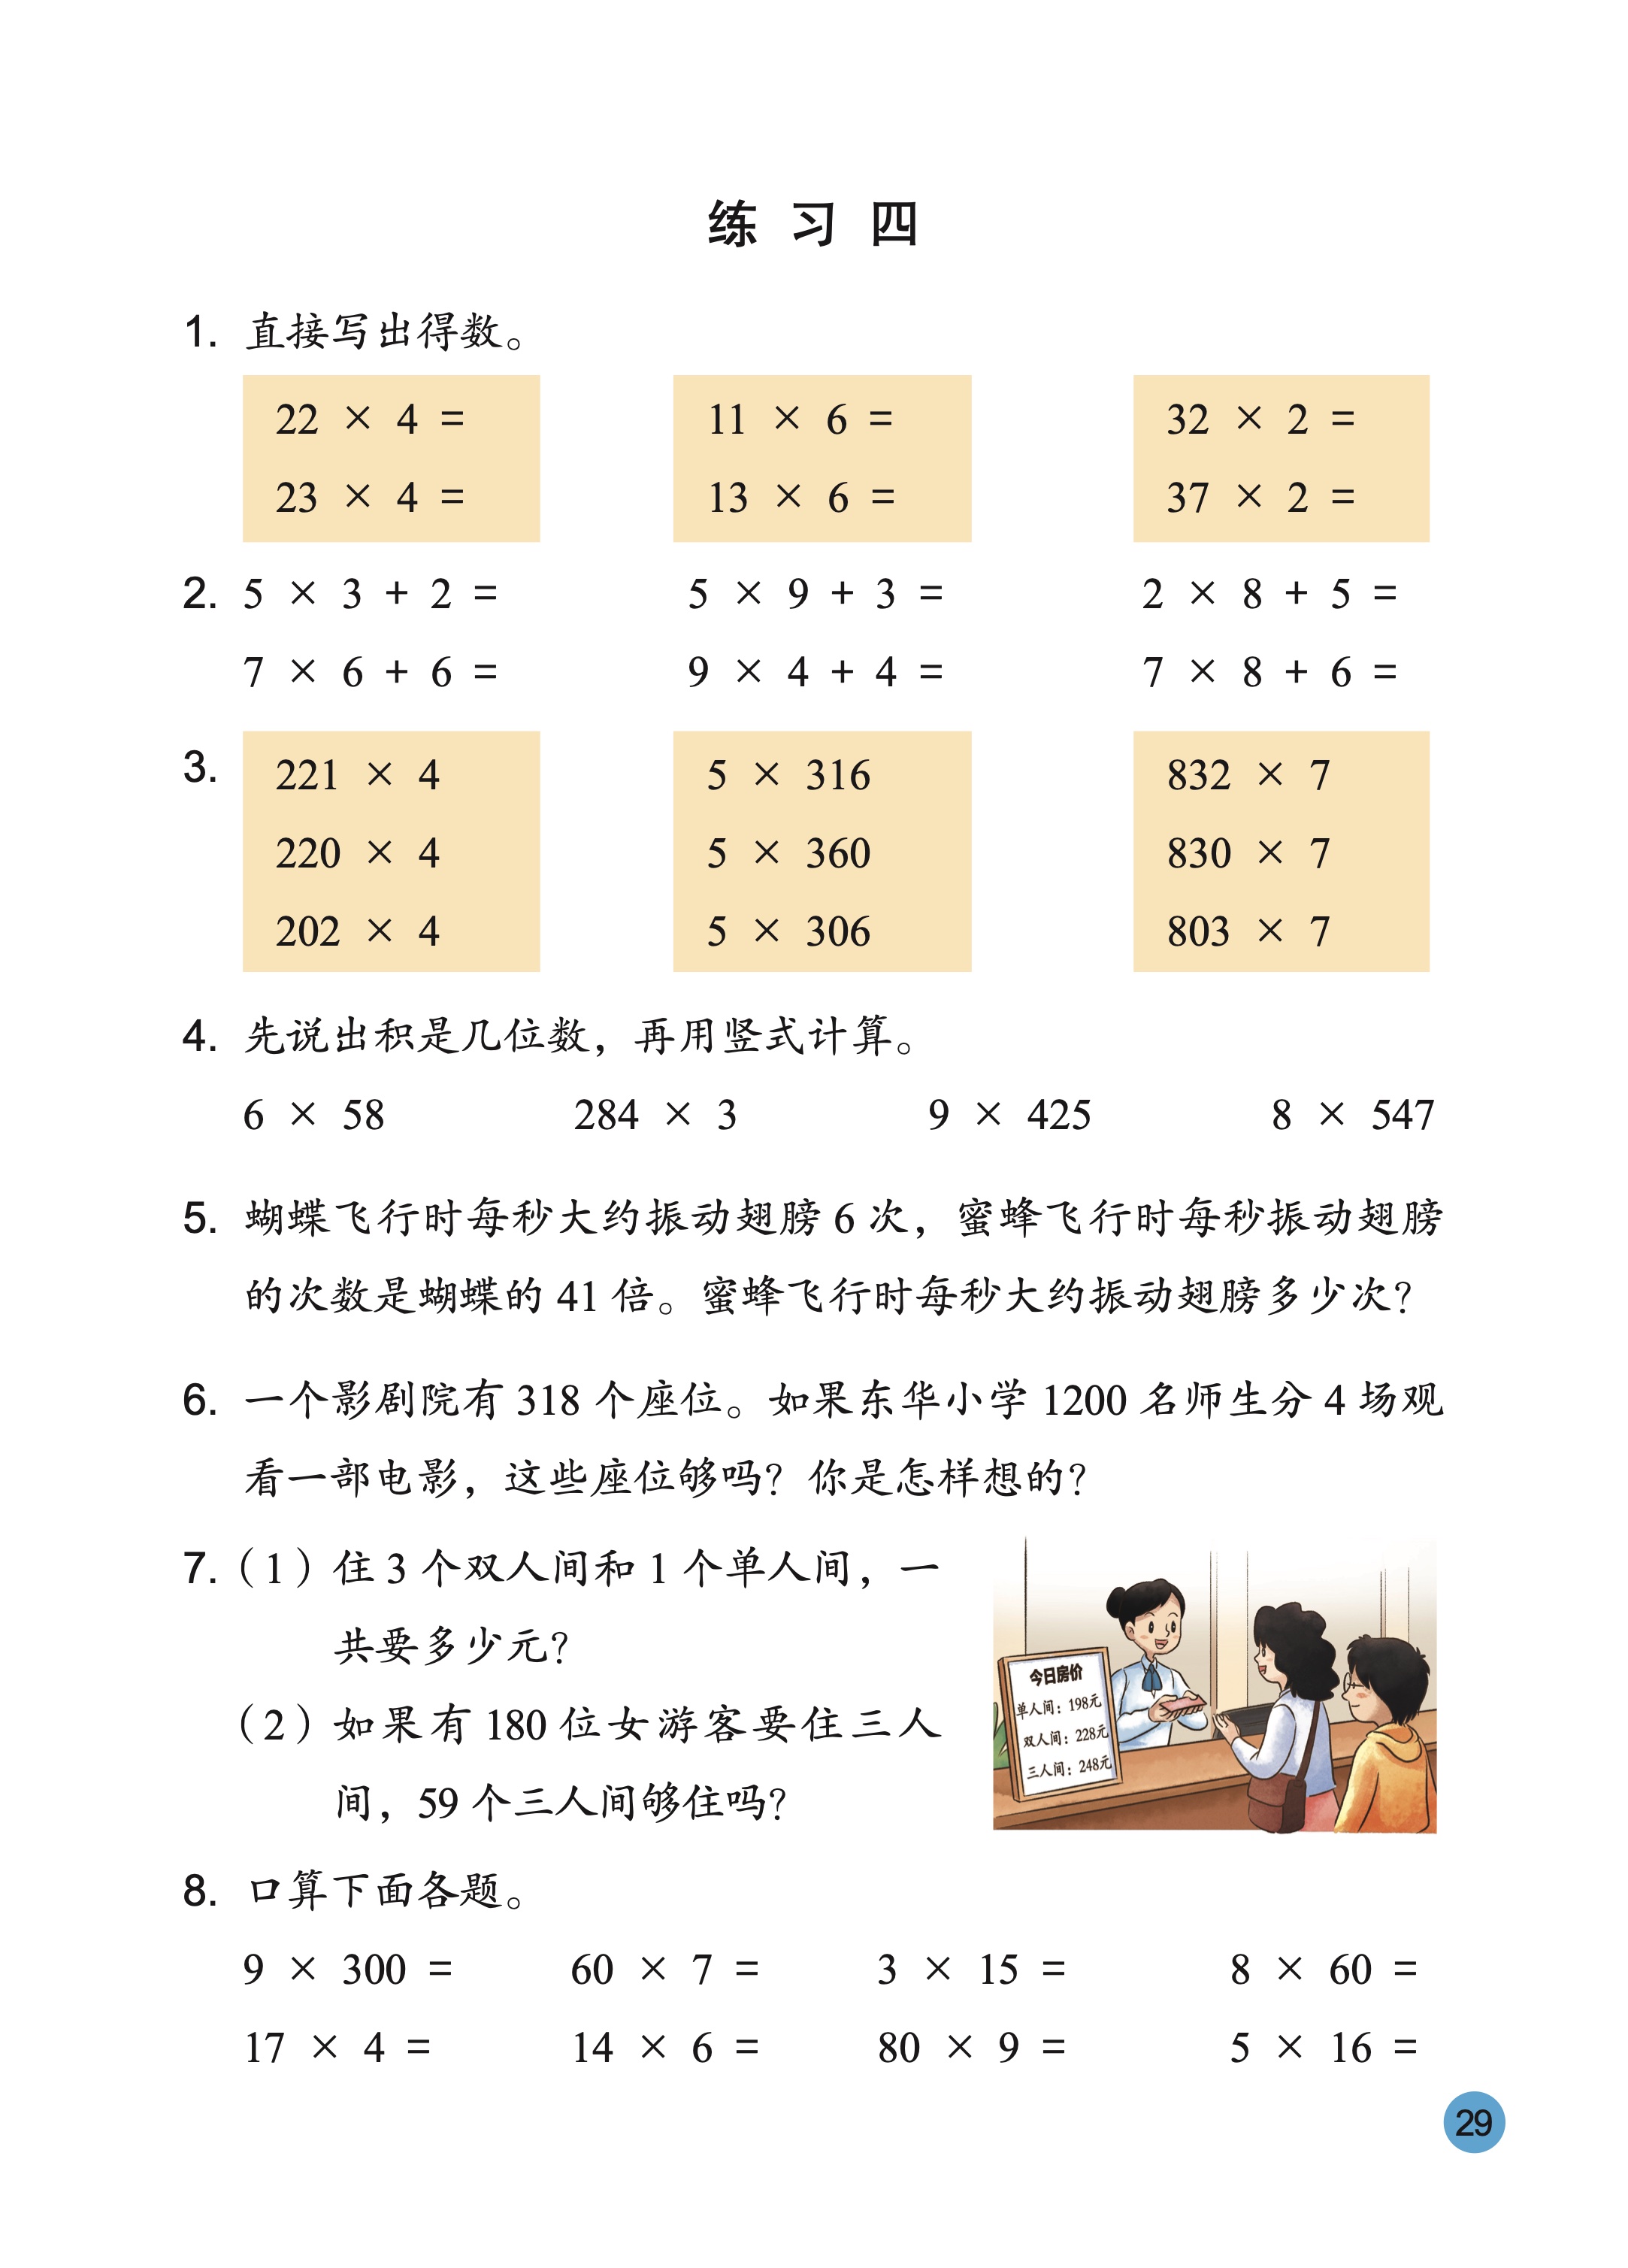 练 习 四
1. 直接写出得数。
22 × 4 = 11 × 6 = 32 × 2 =
23 × 4 = 13 × 6 = 37 × 2 =
2. 5 × 3 + 2 = 5 × 9 + 3 = 2 × 8 + 5 =
7 × 6 + 6 = 9 × 4 + 4 = 7 × 8 + 6 =
3. 221 × 4 5 × 316 832 × 7
220 × 4 5 × 360 830 × 7
202 × 4 5 × 306 803 × 7
4. 先说出积是几位数，再用竖式计算。
6 × 58 284 × 3 9 × 425 8 × 547
5. 蝴蝶飞行时每秒大约振动翅膀 6 次，蜜蜂飞行时每秒振动翅膀
的次数是蝴蝶的 41 倍。蜜蜂飞行时每秒大约振动翅膀多少次？
6. 一个影剧院有 318 个座位。如果东华小学 1200 名师生分 4 场观
看一部电影，这些座位够吗？你是怎样想的？
7.（1）住 3 个双人间和 1 个单人间，一
共要多少元？
（2）如果有 180 位女游客要住三人
间，59 个三人间够住吗？
今日房价
单人间：198元
双人间：228元
三人间：248元
8. 口算下面各题。
9 × 300 = 60 × 7 = 3 × 15 = 8 × 60 =
17 × 4 = 14 × 6 = 80 × 9 = 5 × 16 =
29